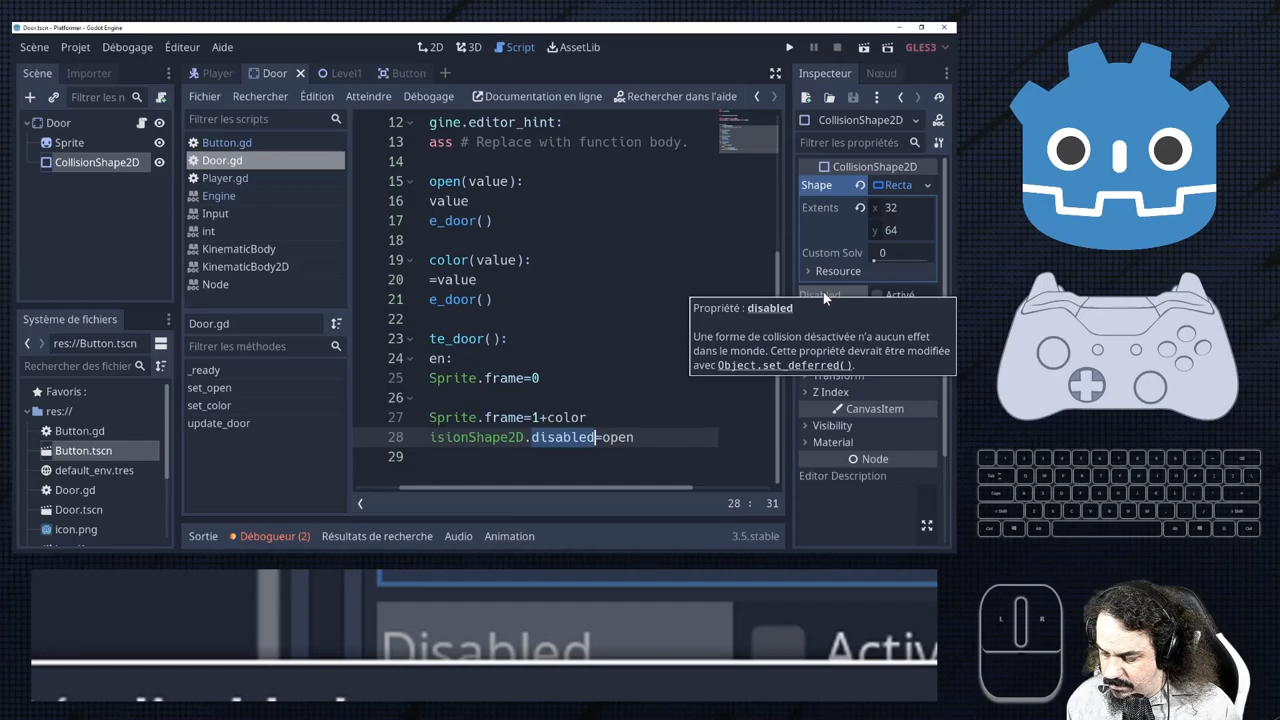 Door.tscn - Platformer - Godot Engine
Scène Projet Débogage Éditeur Aide
2D 3D Script AssetLib
GLES3
Scène Importer
Player Door Level1 Button
Inspecteur Nœud
Filtrer les n
Fichier Rechercher Édition Atteindre Débogage Documentation en ligne Rechercher dans l'aide
Door
Sprite
CollisionShape2D
Filtrer les scripts
Button.gd
Door.gd
Player.gd
Engine
Input
int
KinematicBody
KinematicBody2D
Node
Door.gd
Filtrer les méthodes
_ready
set_open
set_color
update_door
12 gine.editor_hint:
13 ass # Replace with function body.
14
15 open(value):
16 value
17 e_door()
18
19 color(value):
20 =value
21 e_door()
22
23 te_door():
24 en:
25 Sprite.frame=0
26
27 Sprite.frame=1+color
28 isionShape2D.disabled=open
29
28 : 31
CollisionShape2D
Filtrer les propriétés
CollisionShape2D
Shape Recta
Extents x 32
y 64
Custom Solv 0
Resource
Disabled Activé
Propriété : disabled
Une forme de collision désactivée n'a aucun effet
dans le monde. Cette propriété devrait être modifiée
avec Object.set_deferred().
Transform
Z Index
CanvasItem
Visibility
Material
Node
Editor Description
Système de fichiers
res://Button.tscn
Rechercher des fichiers
Favoris :
res://
Button.gd
Button.tscn
default_env.tres
Door.gd
Door.tscn
icon.png
Sortie Débogueur (2) Résultats de recherche Audio Animation 3.5.stable
Disabled Activé
L R